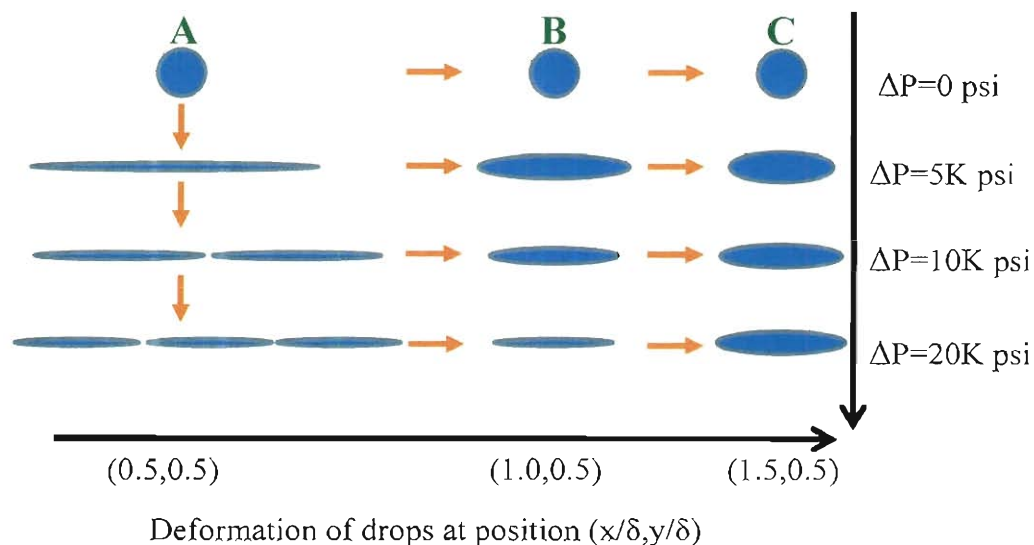 A B C
ΔP=0 psi
ΔP=5K psi
ΔP=10K psi
ΔP=20K psi
(0.5,0.5) (1.0,0.5) (1.5,0.5)
Deformation of drops at position (x/δ,y/δ)